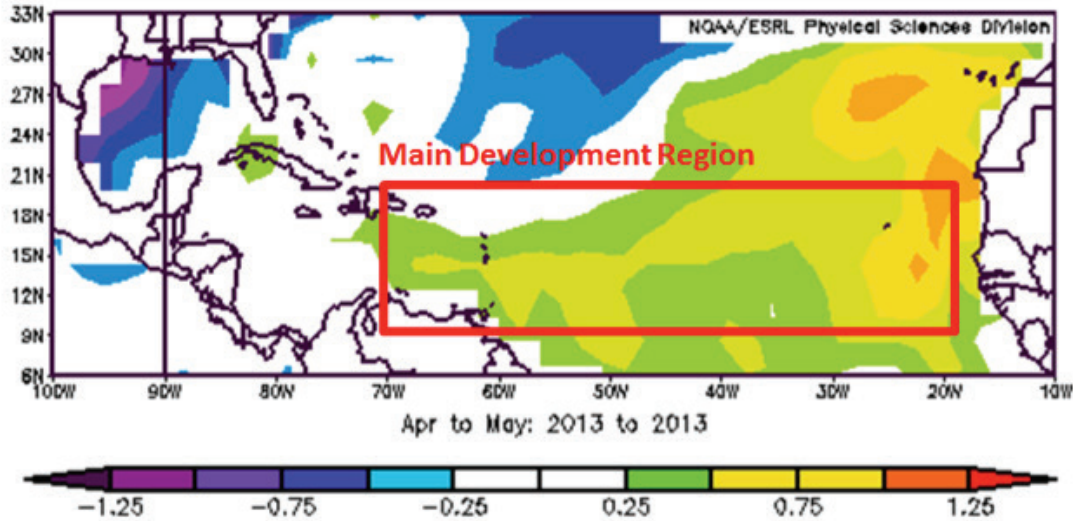 33N
NOAA/ESRL Physical Sciences Division
30N
27N
24N
Main Development Region
21N
18N
15N
12N
9N
6N
100W 90W 80W 70W 60W 50W 40W 30W 20W 10W
Apr to May: 2013 to 2013
-1.25 -0.75 -0.25 0.25 0.75 1.25